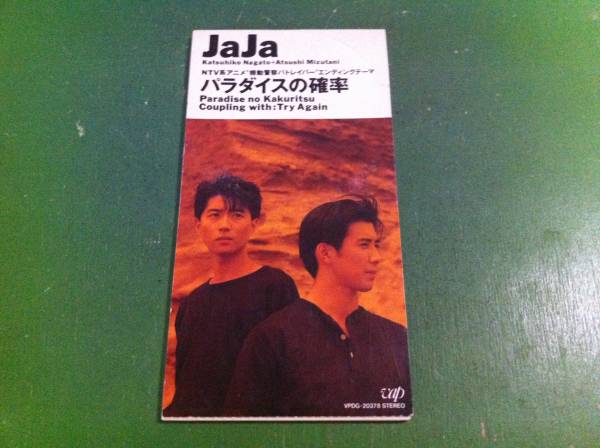 JaJa
Katsuhiko Nagato-Atsushi Mizutani
NTV系アニメ"機動警察パトレイバー"エンディングテーマ
パラダイスの確率
Paradise no Kakuritsu
Coupling with:Try Again
vap
VPDG-20378 STEREO